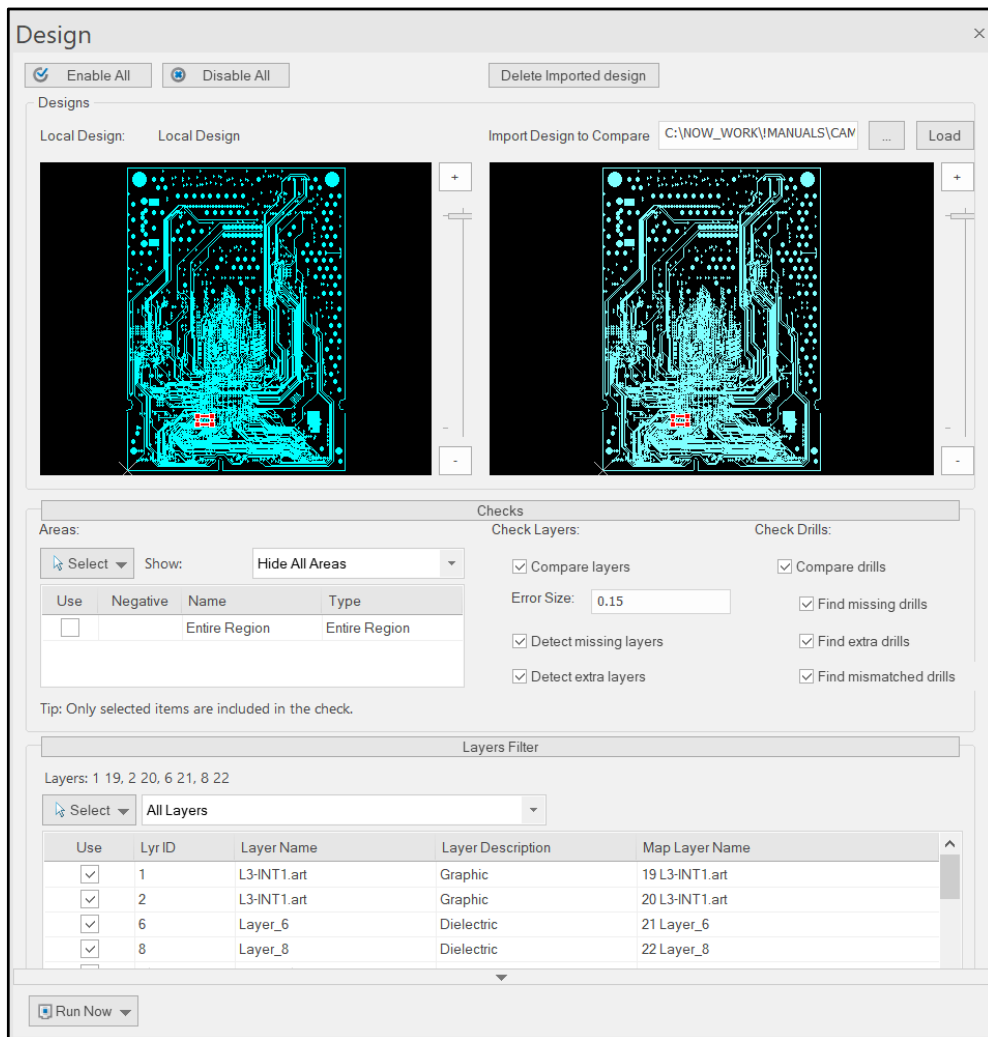 Design
Enable All Disable All Delete Imported design
Designs
Local Design: Local Design Import Design to Compare C:\NOW_WORK\!MANUALS\CAM ... Load
+ +
- -
Checks
Areas: Check Layers: Check Drills:
Select Show: Hide All Areas Compare layers Compare drills
Use Negative Name Type Error Size: 0.15 Find missing drills
Entire Region Entire Region Detect missing layers Find extra drills
Detect extra layers Find mismatched drills
Tip: Only selected items are included in the check.
Layers Filter
Layers: 1 19, 2 20, 6 21, 8 22
Select All Layers
Use Lyr ID Layer Name Layer Description Map Layer Name
1 L3-INT1.art Graphic 19 L3-INT1.art
2 L3-INT1.art Graphic 20 L3-INT1.art
6 Layer_6 Dielectric 21 Layer_6
8 Layer_8 Dielectric 22 Layer_8
Run Now